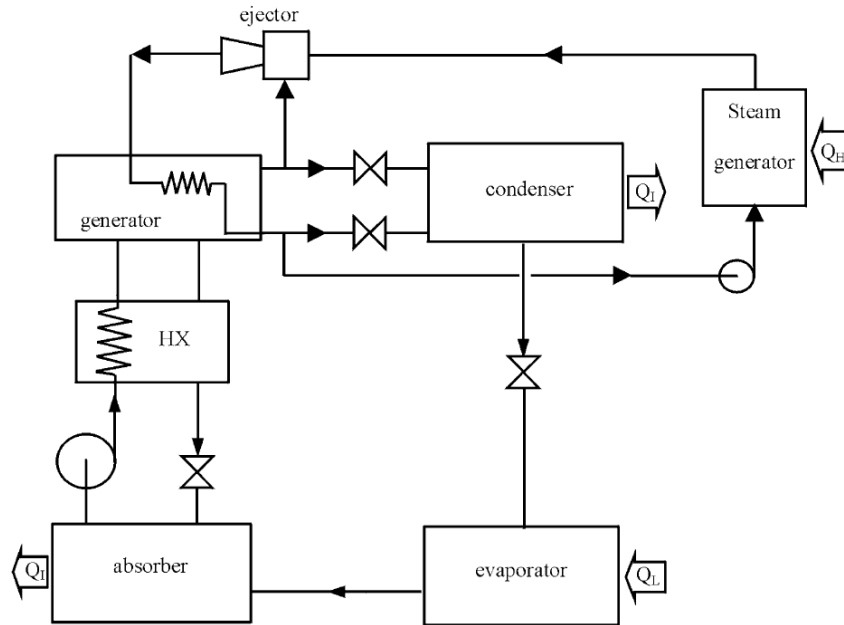 ejector
Steam
generator
Q_H
condenser
Q_I
generator
HX
absorber
Q_I
evaporator
Q_L